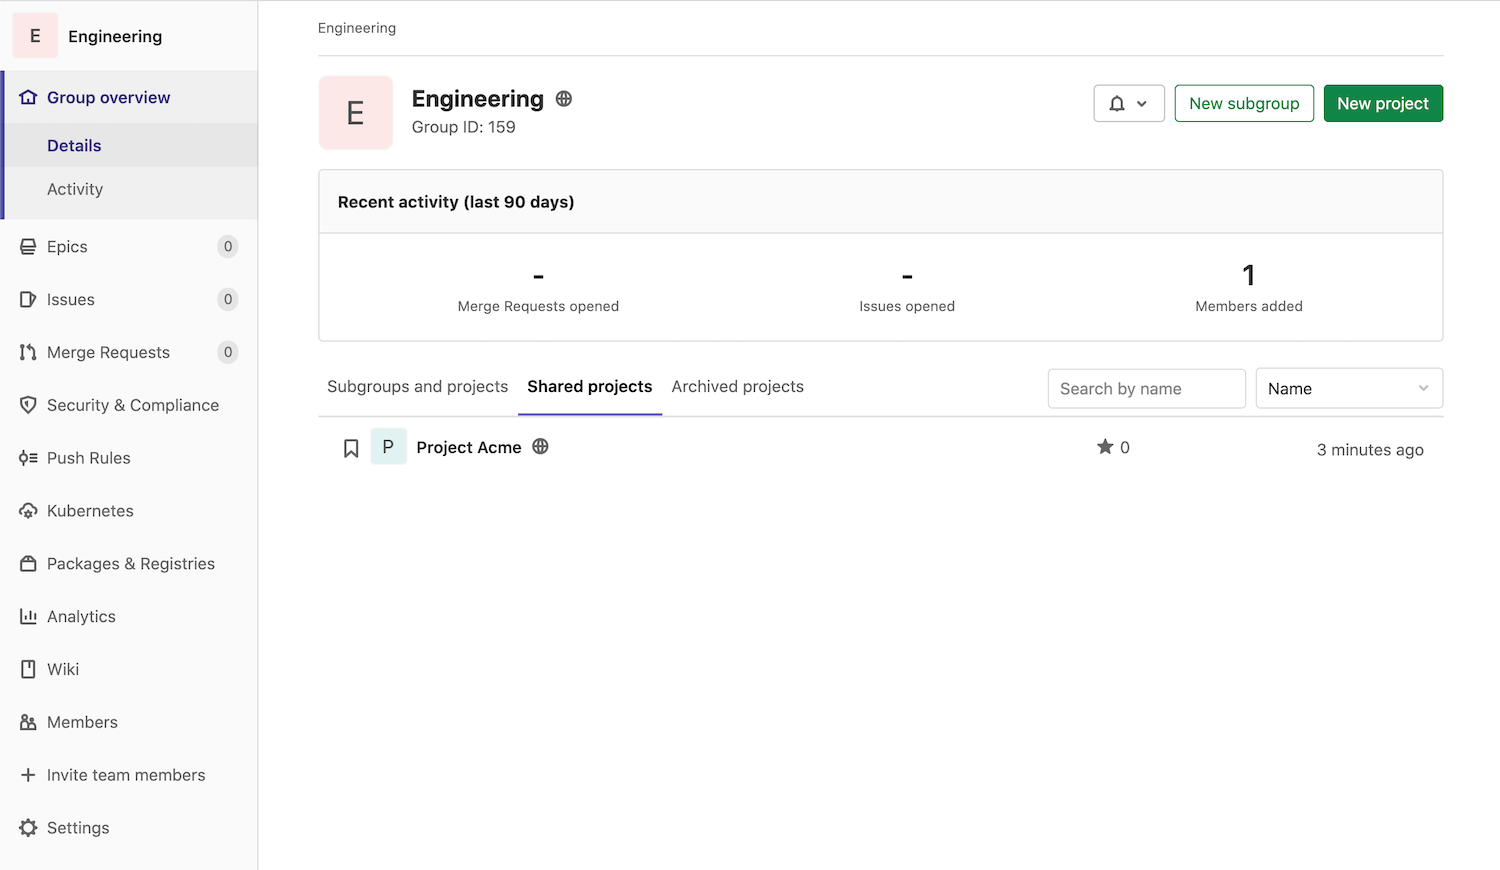 E Engineering
Group overview
Details
Activity
Epics 0
Issues 0
Merge Requests 0
Security & Compliance
Push Rules
Kubernetes
Packages & Registries
Analytics
Wiki
Members
Invite team members
Settings
Engineering
E
Engineering
Group ID: 159
New subgroup
New project
Recent activity (last 90 days)
- - 1
Merge Requests opened Issues opened Members added
Subgroups and projects Shared projects Archived projects Search by name Name
P Project Acme 0 3 minutes ago